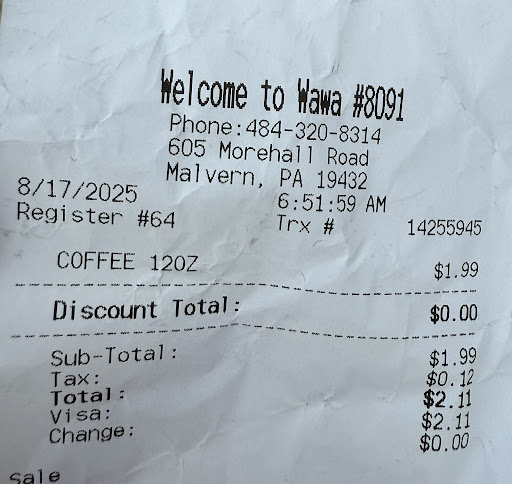 Welcome to Wawa #8091
Phone:484-320-8314
605 Morehall Road
Malvern, PA 19432
8/17/2025 6:51:59 AM
Register #64 Trx # 14255945
COFFEE 12OZ $1.99
Discount Total: $0.00
Sub-Total: $1.99
Tax: $0.12
Total: $2.11
Visa: $2.11
Change: $0.00
Sale